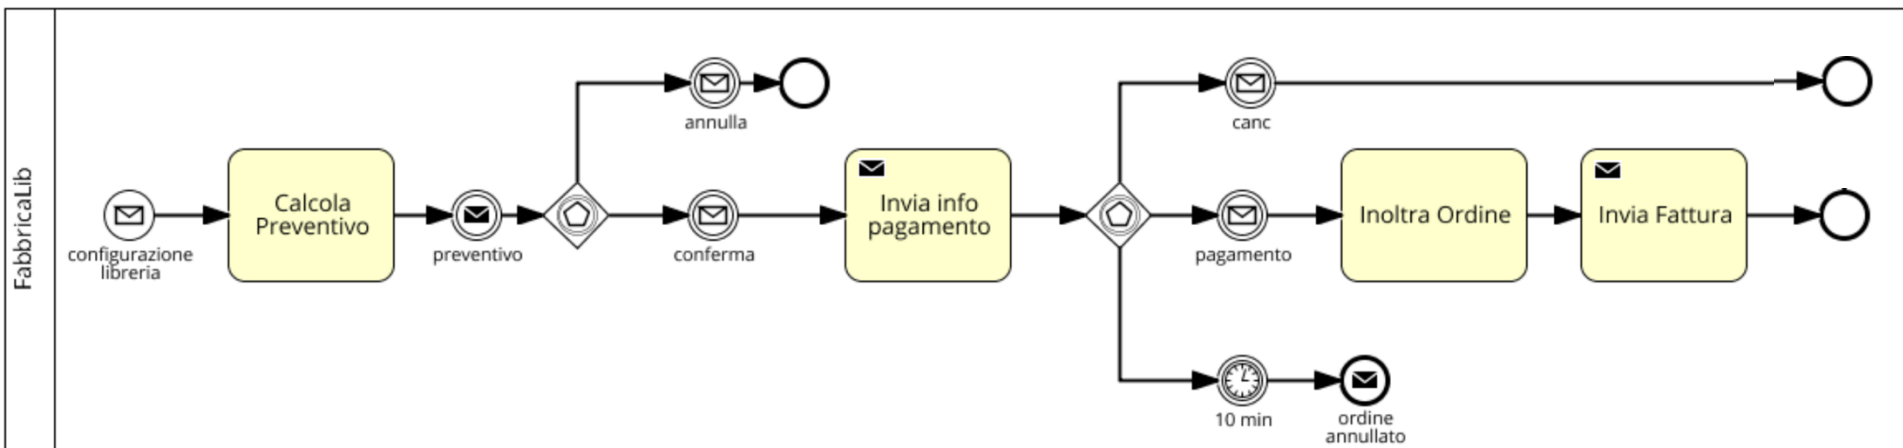 FabbricaLib
configurazione
libreria
Calcola
Preventivo
preventivo
annulla
conferma
Invia info
pagamento
canc
pagamento
10 min
ordine
annullato
Inoltra Ordine
Invia Fattura